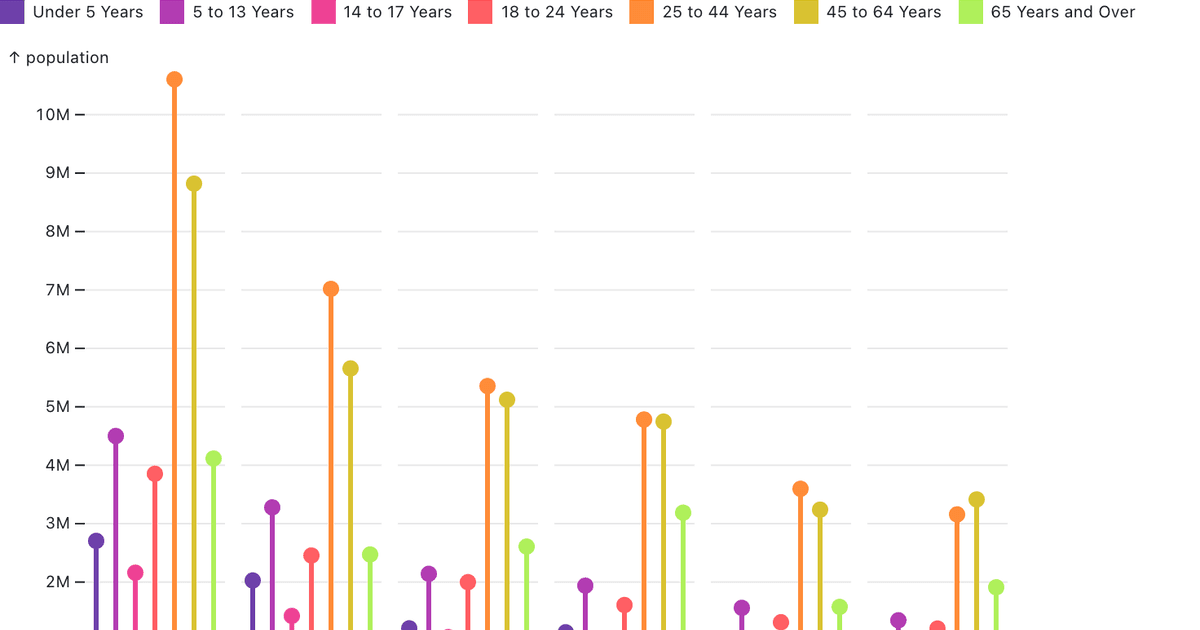 Under 5 Years 5 to 13 Years 14 to 17 Years 18 to 24 Years 25 to 44 Years 45 to 64 Years 65 Years and Over
↑ population
10M
9M
8M
7M
6M
5M
4M
3M
2M